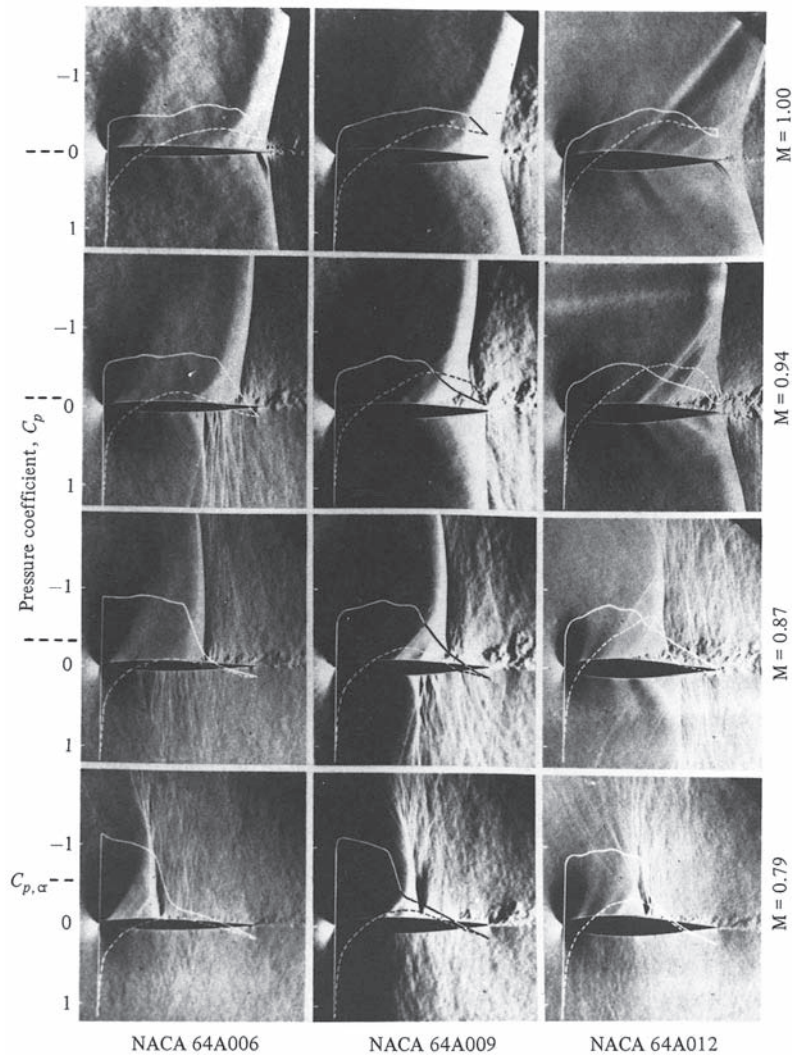 −1
0
1
M = 1.00
−1
0
1
M = 0.94
Pressure coefficient, Cp
−1
0
1
M = 0.87
−1
Cp,cr
0
1
M = 0.79
NACA 64A006
NACA 64A009
NACA 64A012